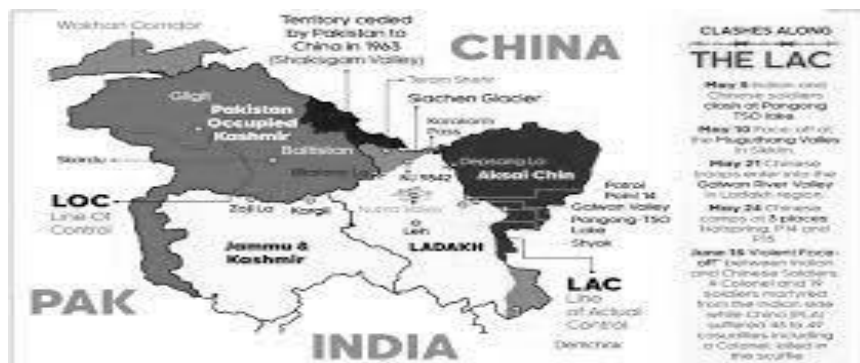 Wakhan Corridor
Territory ceded
by Pakistan to
China in 1963
(Shaksgam Valley)
CHINA
Teram Shehr
Siachen Glacier
Karakoram
Pass
Gilgit
Pakistan
Occupied
Kashmir
Baltistan
Skardu
Depsang La
Aksai Chin
LOC
Line Of
Control
Zoji La
Kargil
Nubra Valley
Leh
LADAKH
Jammu &
Kashmir
Patrol
Point 14
Galwan Valley
Pangong-TSO
Lake
Shyok
LAC
Line
of Actual
Control
Demchok
PAK
INDIA
CLASHES ALONG
THE LAC
May 5 Indian and
Chinese soldiers
clash at Pangong
TSO lake
May 10 Face-off at
the Muguthang Valley
in Sikkim
May 21 Chinese
troops enter into the
Galwan River Valley
in Ladakh region
May 24 Chinese
camps at 3 places
Hotspring, P14 and
P15
June 15 Violent Face-
off" between Indian
and Chinese Soldiers
A Colonel and 19
Soldiers martyred
from the Indian side
while China (PLA)
suffered 45 to
casualties including
a Colonel, killed in
the scuffle